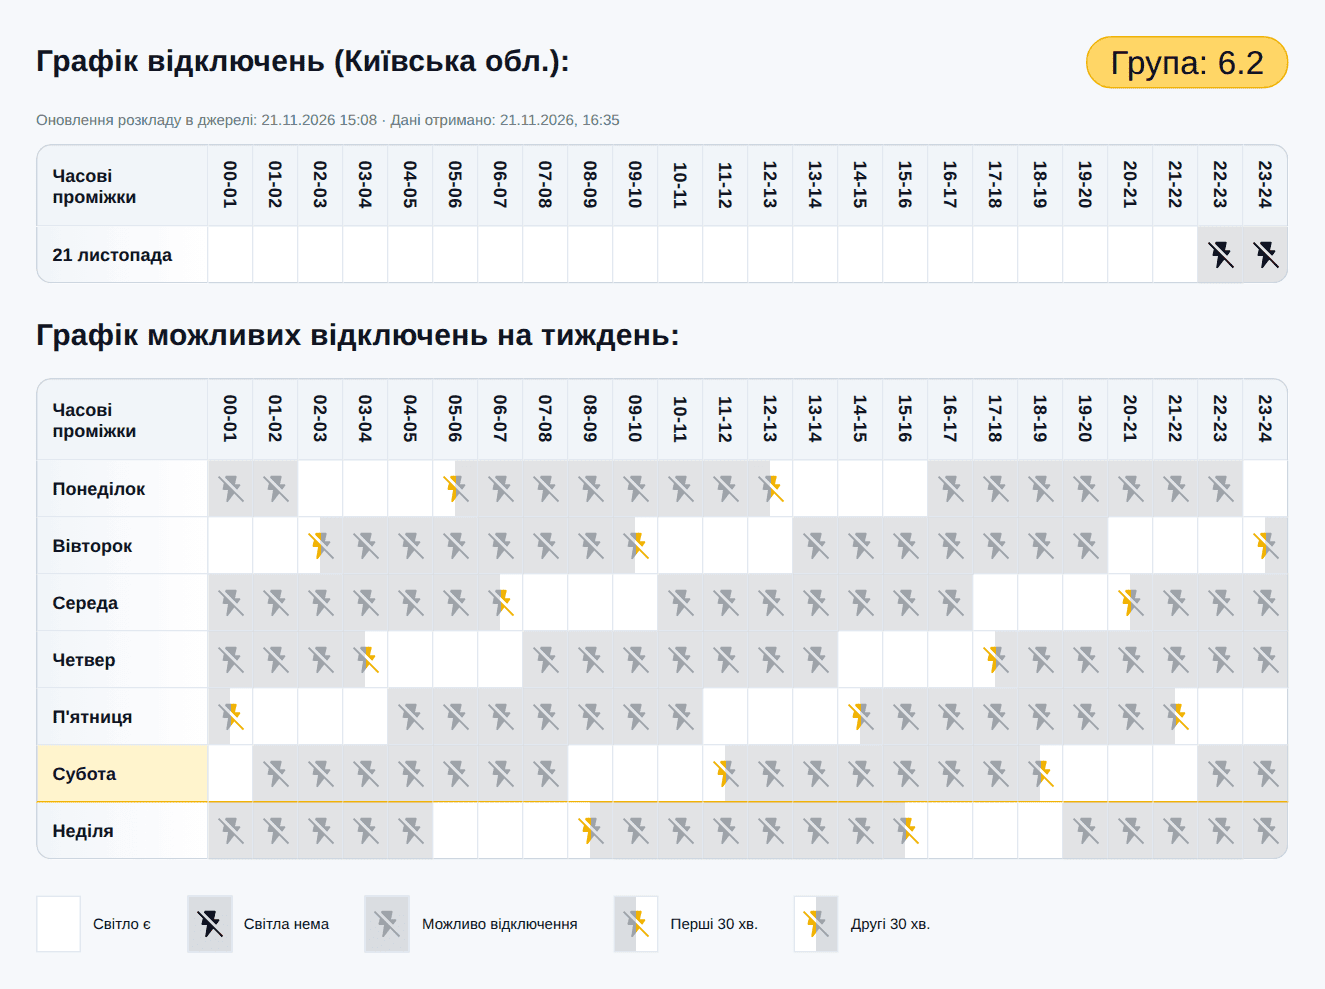 Графік відключень (Київська обл.):
Група: 6.2
Оновлення розкладу в джерелі: 21.11.2026 15:08 · Дані отримано: 21.11.2026, 16:35
Часові
проміжки
00-01 01-02 02-03 03-04 04-05 05-06 06-07 07-08 08-09 09-10 10-11 11-12 12-13 13-14 14-15 15-16 16-17 17-18 18-19 19-20 20-21 21-22 22-23 23-24
21 листопада
Графік можливих відключень на тиждень:
Часові
проміжки
00-01 01-02 02-03 03-04 04-05 05-06 06-07 07-08 08-09 09-10 10-11 11-12 12-13 13-14 14-15 15-16 16-17 17-18 18-19 19-20 20-21 21-22 22-23 23-24
Понеділок
Вівторок
Середа
Четвер
П'ятниця
Субота
Неділя
Світло є
Світла нема
Можливо відключення
Перші 30 хв.
Другі 30 хв.